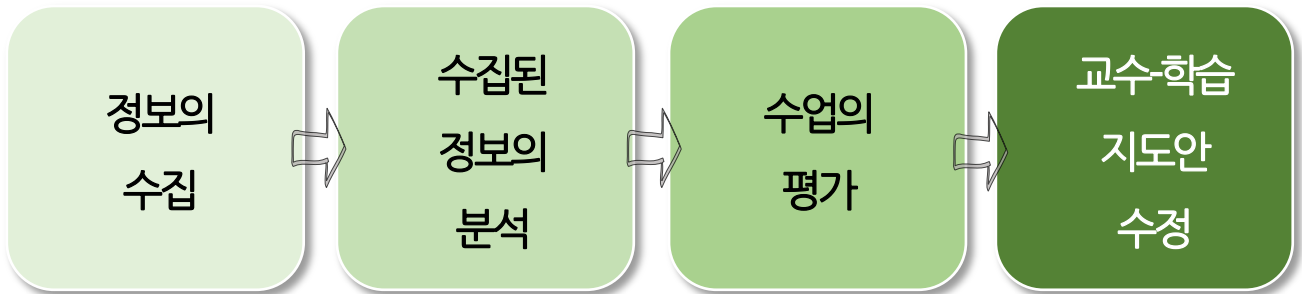 정보의
수집
수집된
정보의
분석
수업의
평가
교수-학습
지도안
수정